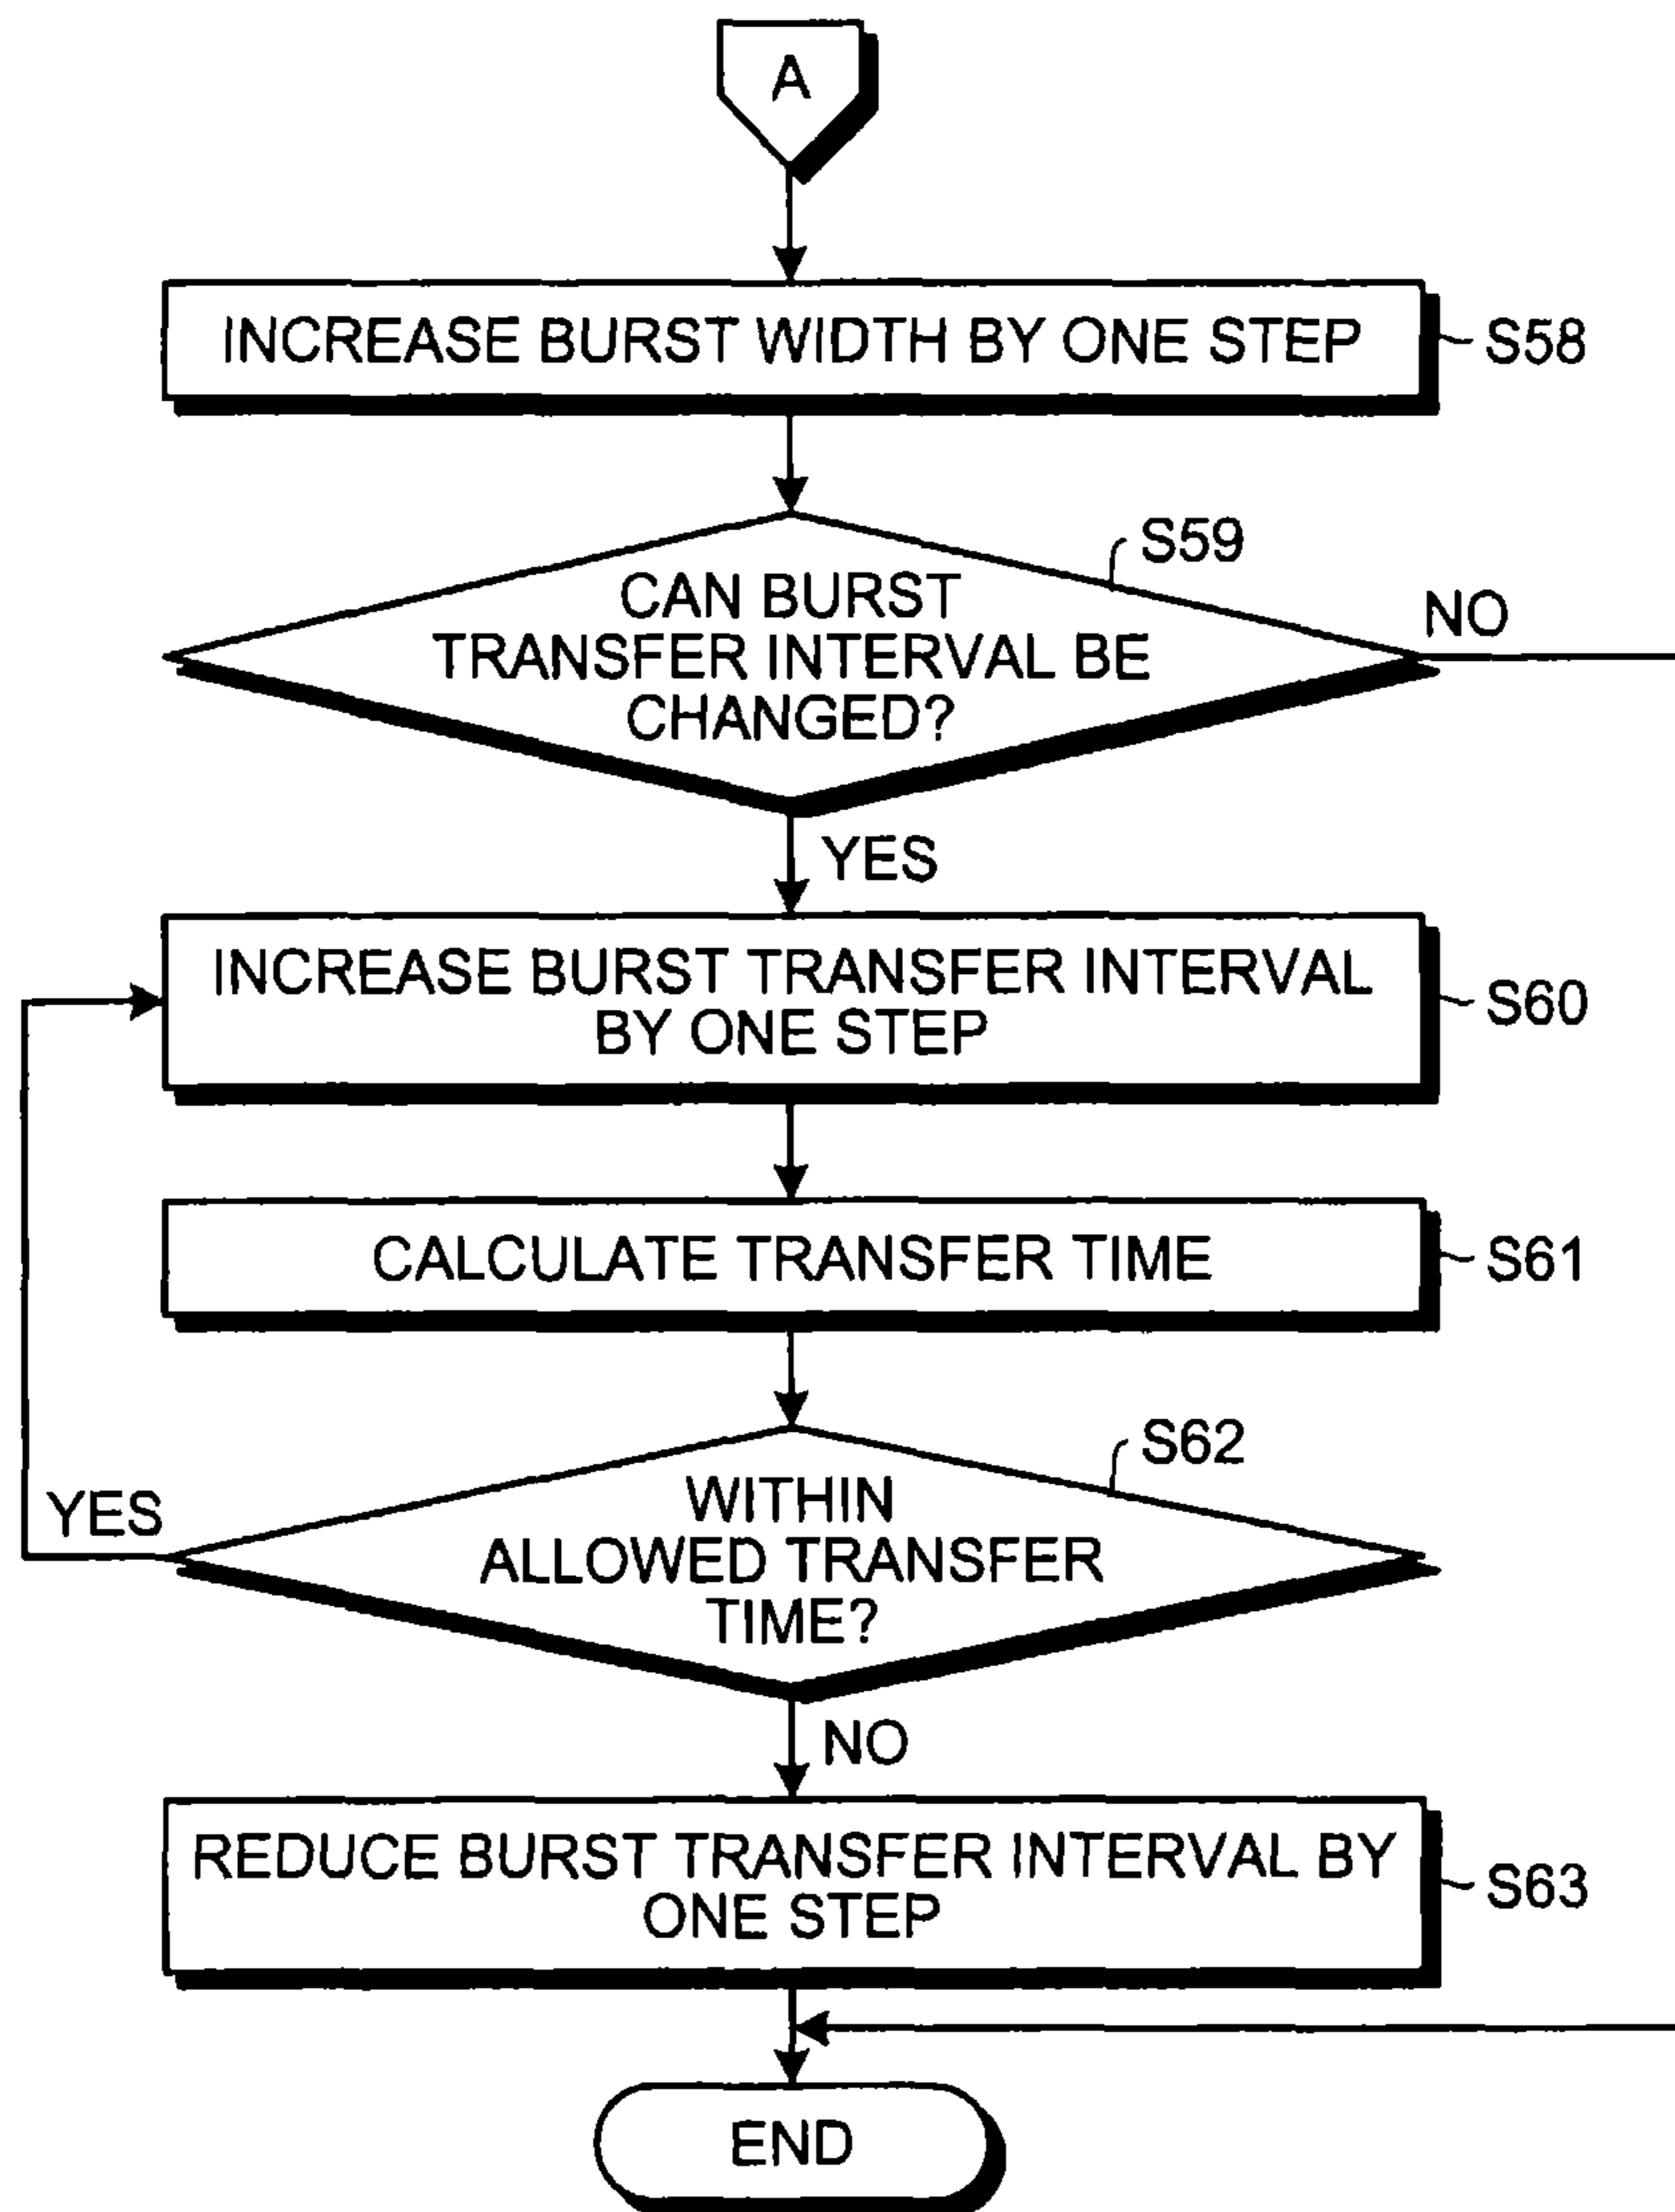 A
INCREASE BURST WIDTH BY ONE STEP
S58
S59
CAN BURST
TRANSFER INTERVAL BE
CHANGED?
NO
YES
INCREASE BURST TRANSFER INTERVAL
BY ONE STEP
S60
CALCULATE TRANSFER TIME
S61
S62
WITHIN
ALLOWED TRANSFER
TIME?
YES
NO
REDUCE BURST TRANSFER INTERVAL BY
ONE STEP
S63
END